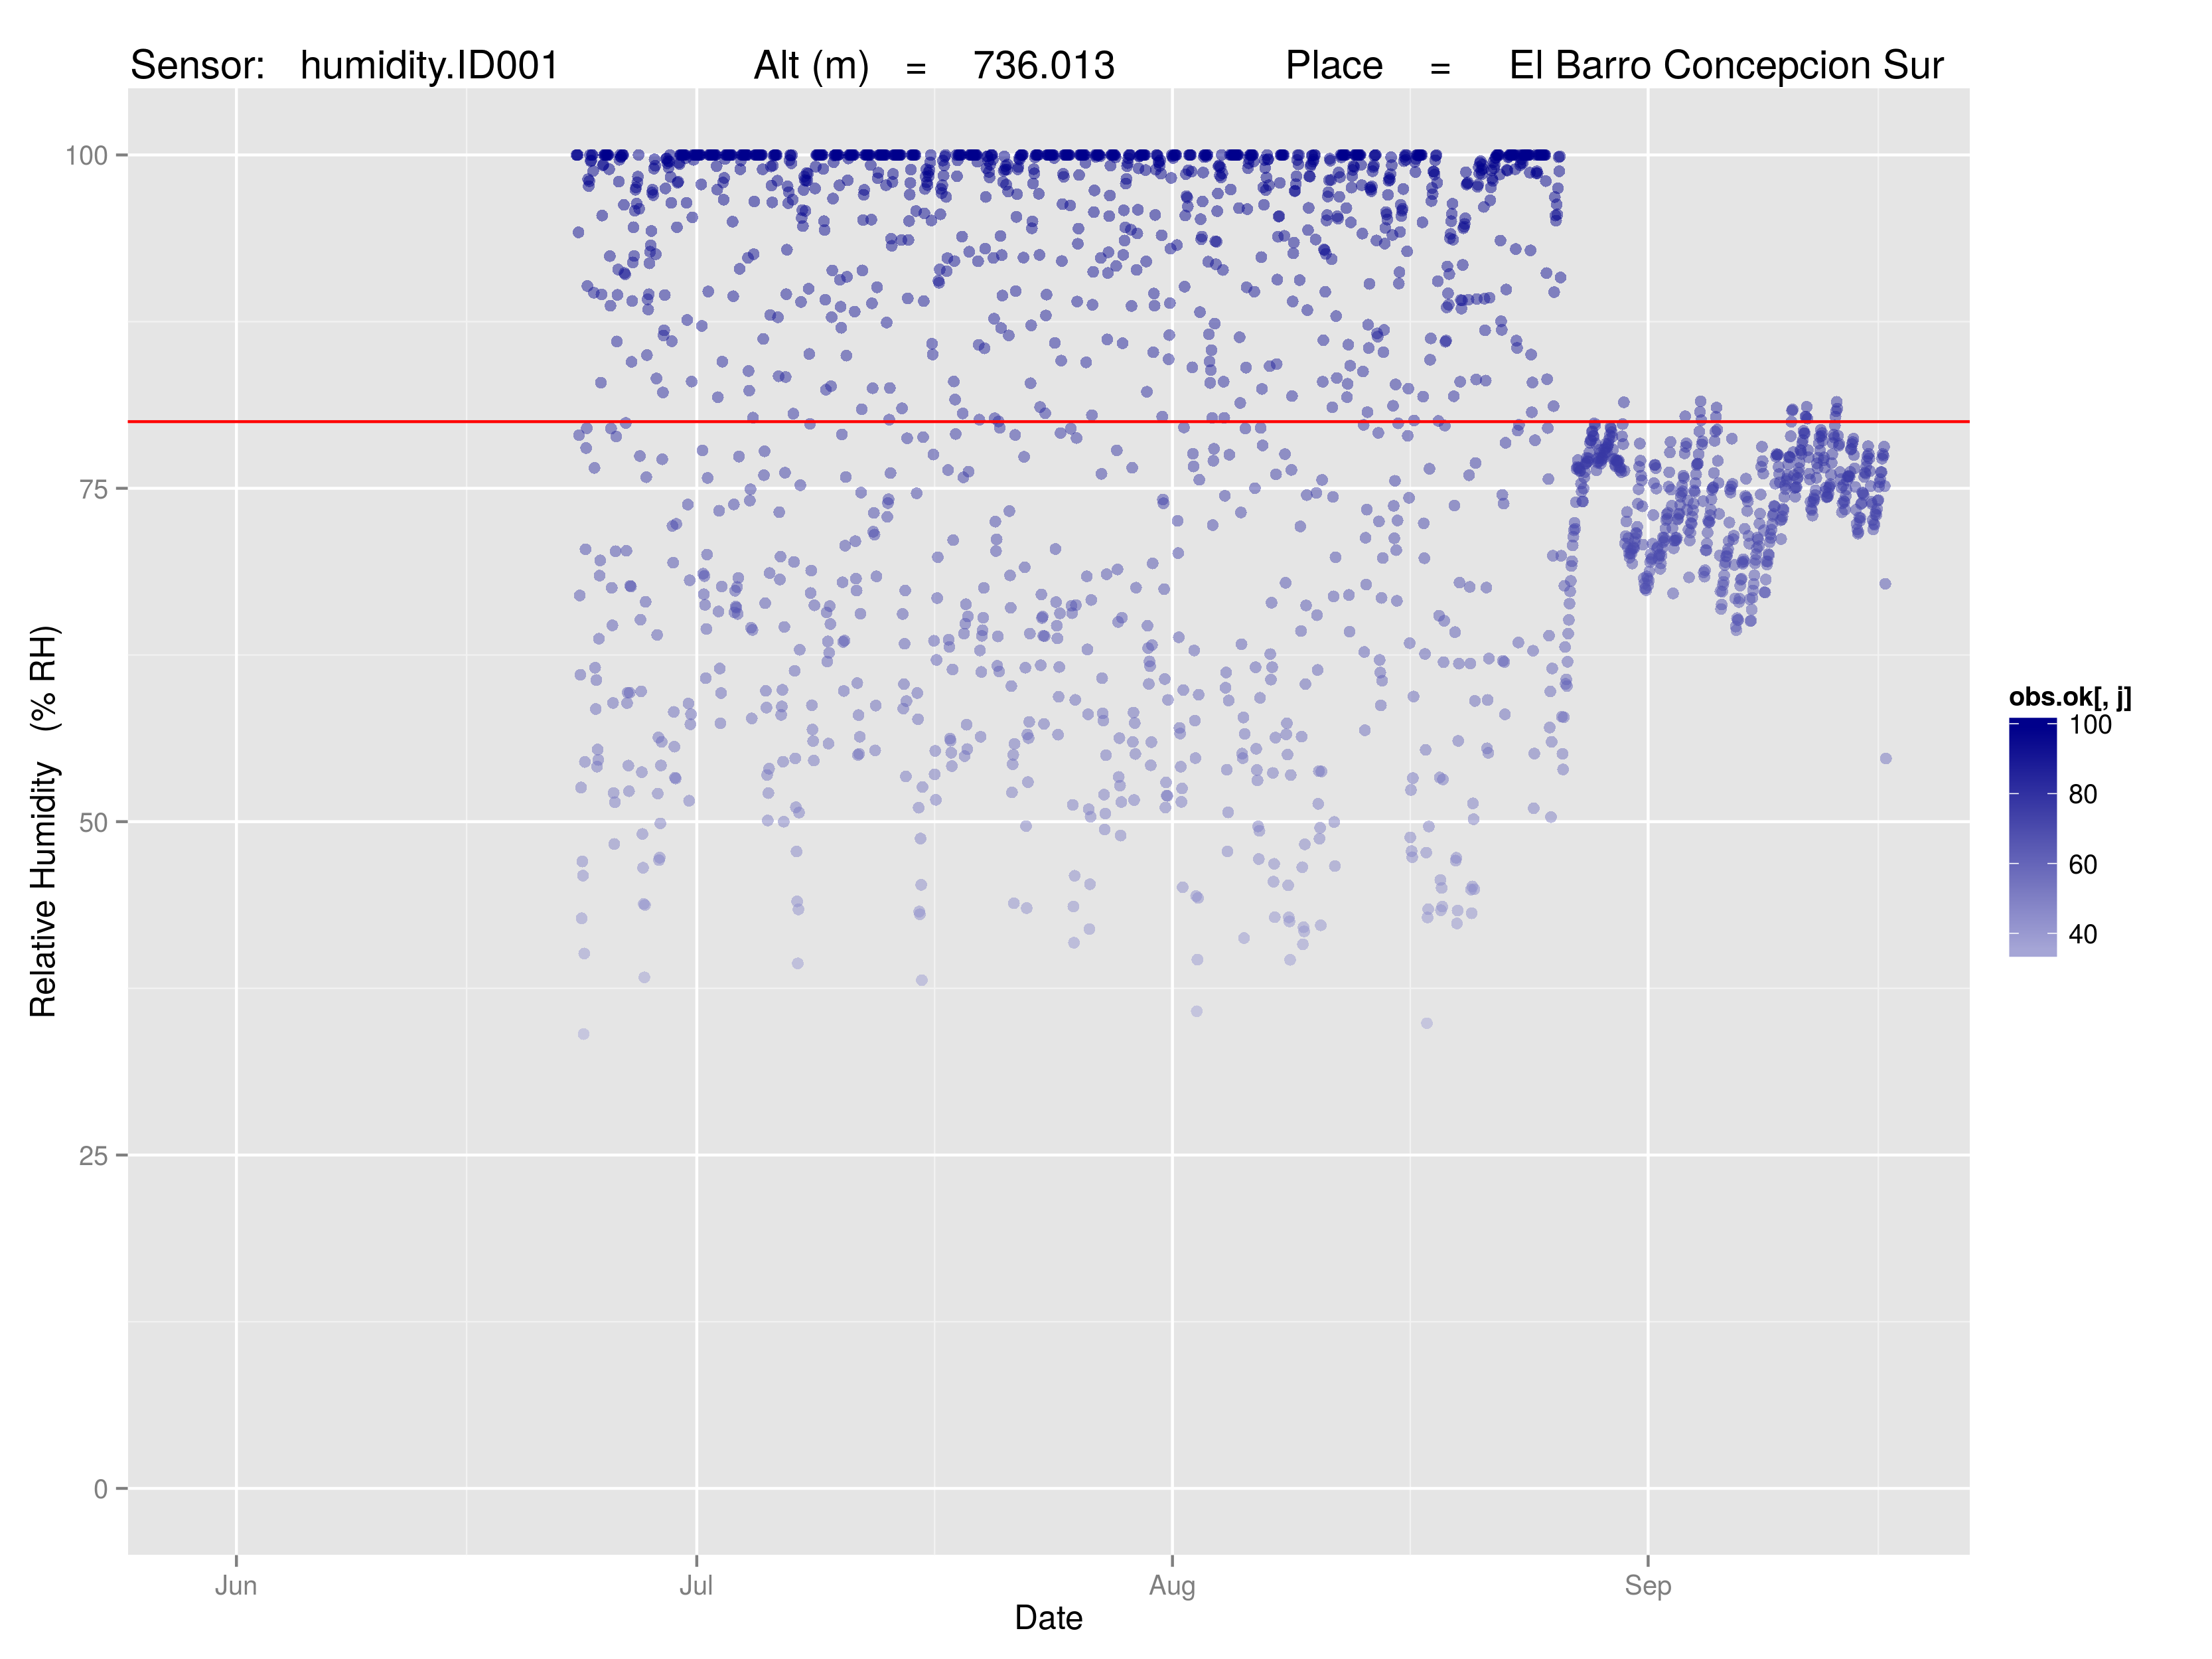 Sensor: humidity.ID001 Alt (m) = 736.013 Place = El Barro Concepcion Sur
Relative Humidity (% RH)
100
75
50
25
0
Jun Jul Aug Sep
Date
obs.ok[, j]
100
80
60
40